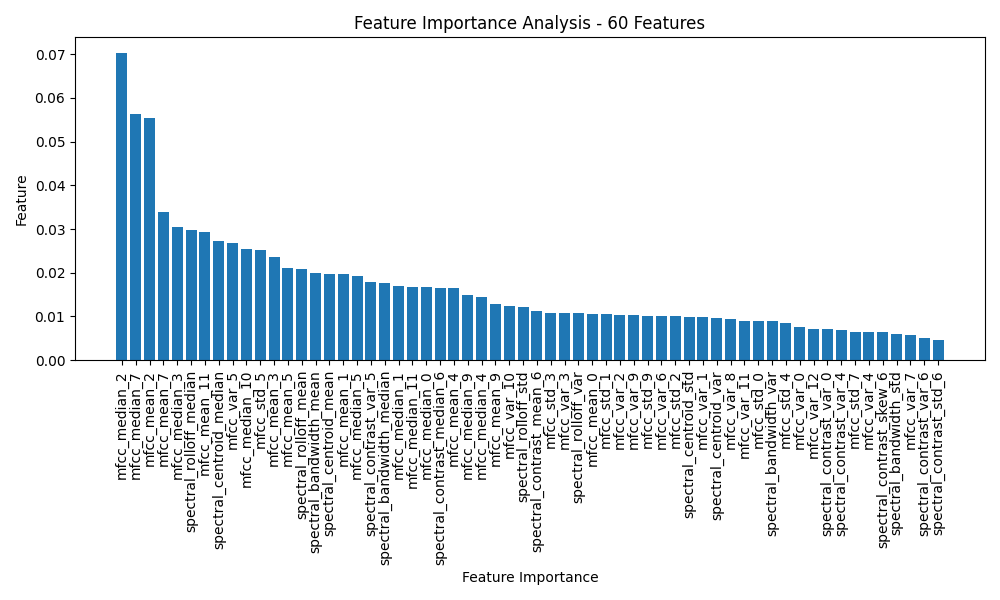 Feature Importance Analysis - 60 Features
Feature
0.07
0.06
0.05
0.04
0.03
0.02
0.01
0.00
mfcc_median_2
mfcc_median_7
mfcc_mean_2
mfcc_mean_7
mfcc_median_3
spectral_rolloff_median
mfcc_mean_11
spectral_centroid_median
mfcc_var_5
mfcc_median_10
mfcc_std_5
mfcc_mean_3
mfcc_mean_5
spectral_rolloff_mean
spectral_bandwidth_mean
spectral_centroid_mean
mfcc_mean_1
mfcc_median_5
spectral_contrast_var_5
spectral_bandwidth_median
mfcc_median_1
mfcc_median_11
mfcc_median_0
spectral_contrast_median_6
mfcc_mean_4
mfcc_median_9
mfcc_median_4
mfcc_mean_9
mfcc_var_10
spectral_rolloff_std
spectral_contrast_mean_6
mfcc_std_3
mfcc_var_3
spectral_rolloff_var
mfcc_mean_0
mfcc_std_1
mfcc_var_2
mfcc_var_9
mfcc_std_9
mfcc_var_6
mfcc_std_2
spectral_centroid_std
mfcc_var_1
spectral_centroid_var
mfcc_var_8
mfcc_var_11
mfcc_std_0
spectral_bandwidth_var
mfcc_std_4
mfcc_var_0
mfcc_var_12
spectral_contrast_var_0
spectral_contrast_var_4
mfcc_std_7
mfcc_var_4
spectral_contrast_skew_6
spectral_bandwidth_std
mfcc_var_7
spectral_contrast_var_6
spectral_contrast_std_6
Feature Importance